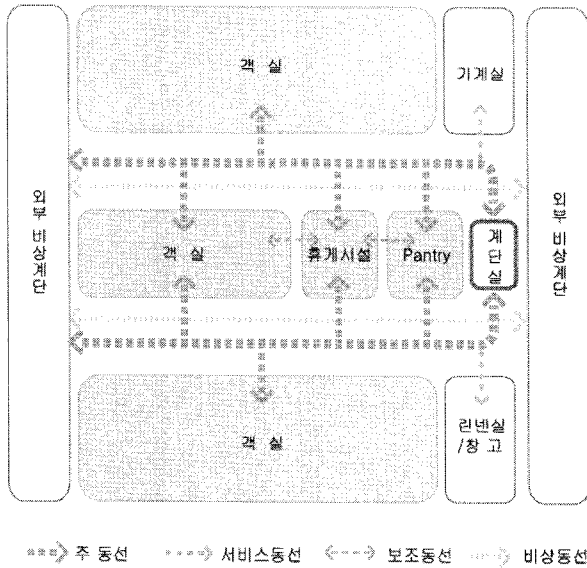 객 실
기계실
외부 비상계단
객 실
휴게시설
Pantry
계단실
외부 비상계단
객 실
린넨실
/창 고
주 동선
서비스동선
보조동선
비상동선